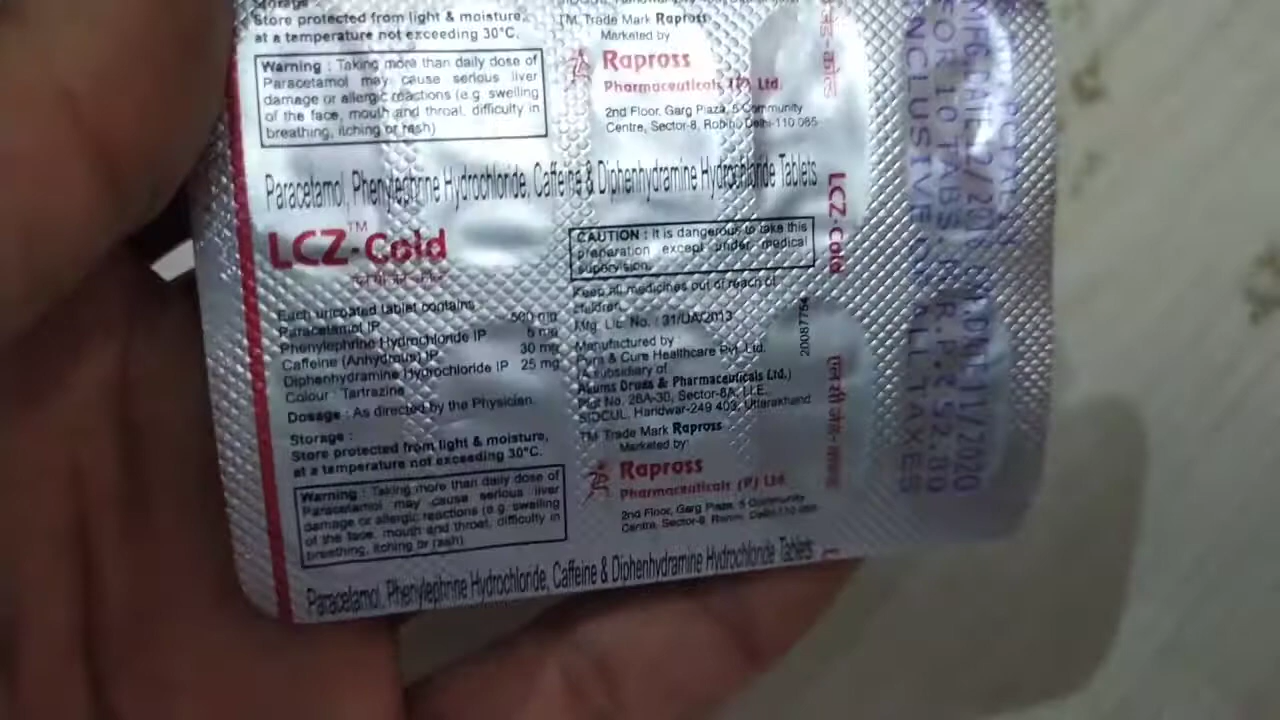 Storage :
Store protected from light & moisture,
at a temperature not exceeding 30°C.
Warning : Taking more than daily dose of
Paracetamol may cause serious liver
damage or allergic reactions (e.g. swelling
of the face, mouth and throat, difficulty in
breathing, itching or rash)
TM Trade Mark Rapross
Marketed by
Rapross
Pharmaceuticals (P) Ltd.
2nd Floor, Garg Plaza, 5 Community
Centre, Sector-8, Rohini, Delhi-110 085
Paracetamol, Phenylephrine Hydrochloride, Caffeine & Diphenhydramine Hydrochloride Tablets
LCZ-Cold™
Each uncoated tablet contains :
Paracetamol IP 500 mg
Phenylephrine Hydrochloride IP 5 mg
Caffeine (Anhydrous) IP 30 mg
Diphenhydramine Hydrochloride IP 25 mg
Colour : Tartrazine
Dosage : As directed by the Physician.
Storage :
Store protected from light & moisture,
at a temperature not exceeding 30°C.
Warning : Taking more than daily dose of
Paracetamol may cause serious liver
damage or allergic reactions (e.g. swelling
of the face, mouth and throat, difficulty in
breathing, itching or rash)
CAUTION : It is dangerous to take this
preparation except under medical
supervision.
Keep all medicines out of reach of
children.
Mfg. Lic. No. : 31/UA/2013
Manufactured by
Pure & Cure Healthcare Pvt. Ltd.
(A subsidiary of
Akums Drugs & Pharmaceuticals Ltd.)
Plot No. 26A-30, Sector-8A, I.I.E.
SIDCUL, Haridwar-249 403, Uttarakhand
TM Trade Mark Rapross
Marketed by
Rapross
Pharmaceuticals (P) Ltd.
2nd Floor, Garg Plaza, 5 Community
Centre, Sector-8, Rohini, Delhi-110 085
Paracetamol, Phenylephrine Hydrochloride, Caffeine & Diphenhydramine Hydrochloride Tablets
20087754
LCZ-Cold
MFG.DATE 12/2018
11/2020
FOR 10 TABS. M.R.P.₹ 52.80
INCLUSIVE OF ALL TAXES